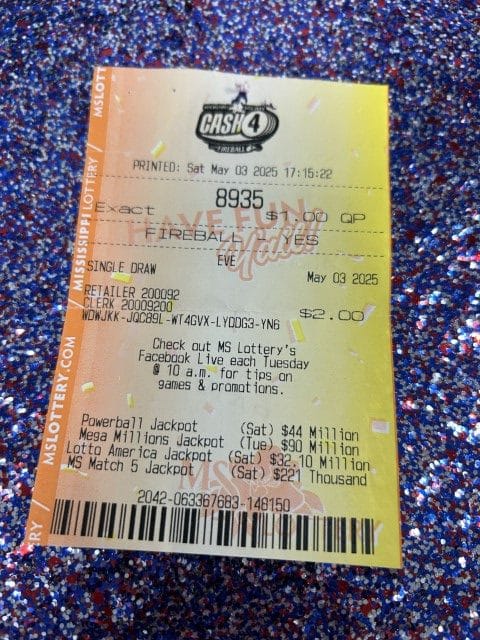 MSLOTT
MISSISSIPPI LOTTERY /
MSLOTTERY.COM /
RY /
CASH 4
FIREBALL
PRINTED: Sat May 03 2025 17:15:22
8935
Exact $1.00 QP
HAVE FUN
FIREBALL - YES
EVE
SINGLE DRAW May 03 2025
RETAILER 200092
CLERK 20009200 $2.00
WDWJKK-JQC89L-WT4GVX-LYDDG3-YN6
Check out MS Lottery's
Facebook Live each Tuesday
@ 10 a.m. for tips on
games & promotions.
Powerball Jackpot (Sat) $44 Million
Mega Millions Jackpot (Tue) $90 Million
Lotto America Jackpot (Sat) $32.10 Million
MS Match 5 Jackpot (Sat) $221 Thousand
MS
2042-063367683-148150